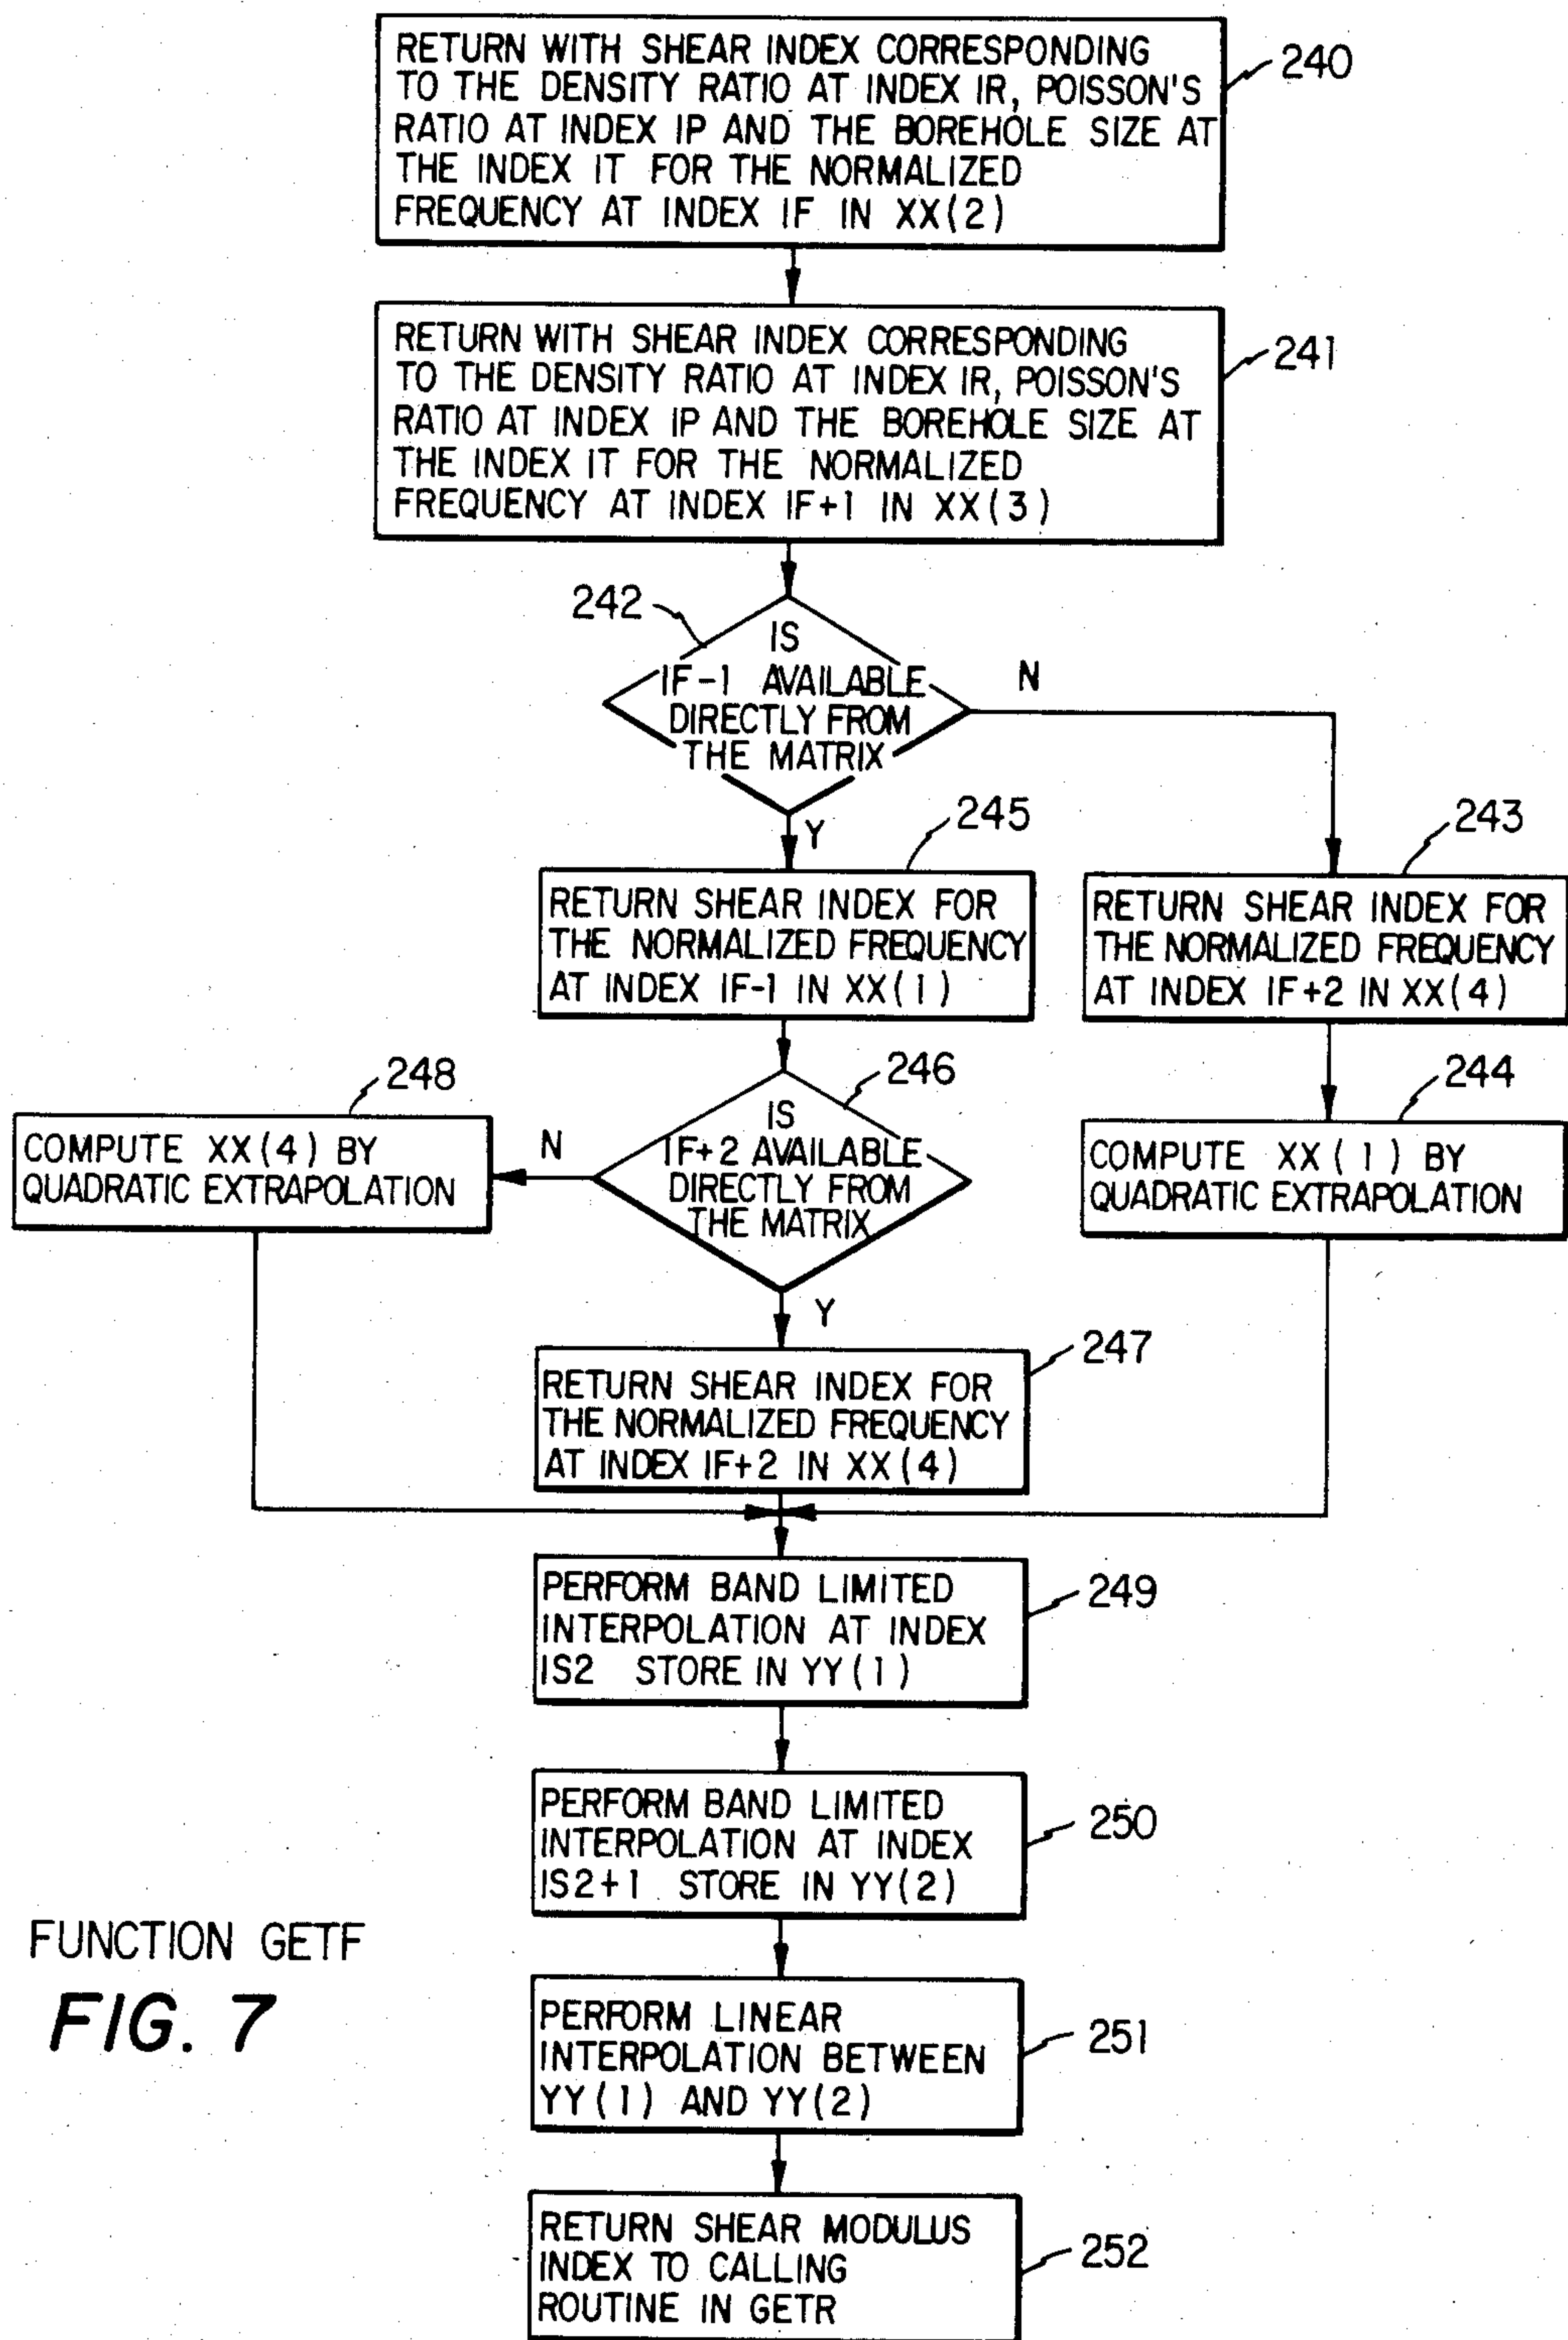 RETURN WITH SHEAR INDEX CORRESPONDING
TO THE DENSITY RATIO AT INDEX IR, POISSON'S
RATIO AT INDEX IP AND THE BOREHOLE SIZE AT
THE INDEX IT FOR THE NORMALIZED
FREQUENCY AT INDEX IF IN XX(2)
240
RETURN WITH SHEAR INDEX CORRESPONDING
TO THE DENSITY RATIO AT INDEX IR, POISSON'S
RATIO AT INDEX IP AND THE BOREHOLE SIZE AT
THE INDEX IT FOR THE NORMALIZED
FREQUENCY AT INDEX IF+1 IN XX(3)
241
242
IS
IF-1 AVAILABLE
DIRECTLY FROM
THE MATRIX
N
Y
245
RETURN SHEAR INDEX FOR
THE NORMALIZED FREQUENCY
AT INDEX IF-1 IN XX(1)
243
RETURN SHEAR INDEX FOR
THE NORMALIZED FREQUENCY
AT INDEX IF+2 IN XX(4)
248
COMPUTE XX(4) BY
QUADRATIC EXTRAPOLATION
N
246
IS
IF+2 AVAILABLE
DIRECTLY FROM
THE MATRIX
Y
244
COMPUTE XX(1) BY
QUADRATIC EXTRAPOLATION
247
RETURN SHEAR INDEX FOR
THE NORMALIZED FREQUENCY
AT INDEX IF+2 IN XX(4)
PERFORM BAND LIMITED
INTERPOLATION AT INDEX
IS2 STORE IN YY(1)
249
PERFORM BAND LIMITED
INTERPOLATION AT INDEX
IS2+1 STORE IN YY(2)
250
FUNCTION GETF
FIG. 7
PERFORM LINEAR
INTERPOLATION BETWEEN
YY(1) AND YY(2)
251
RETURN SHEAR MODULUS
INDEX TO CALLING
ROUTINE IN GETR
252